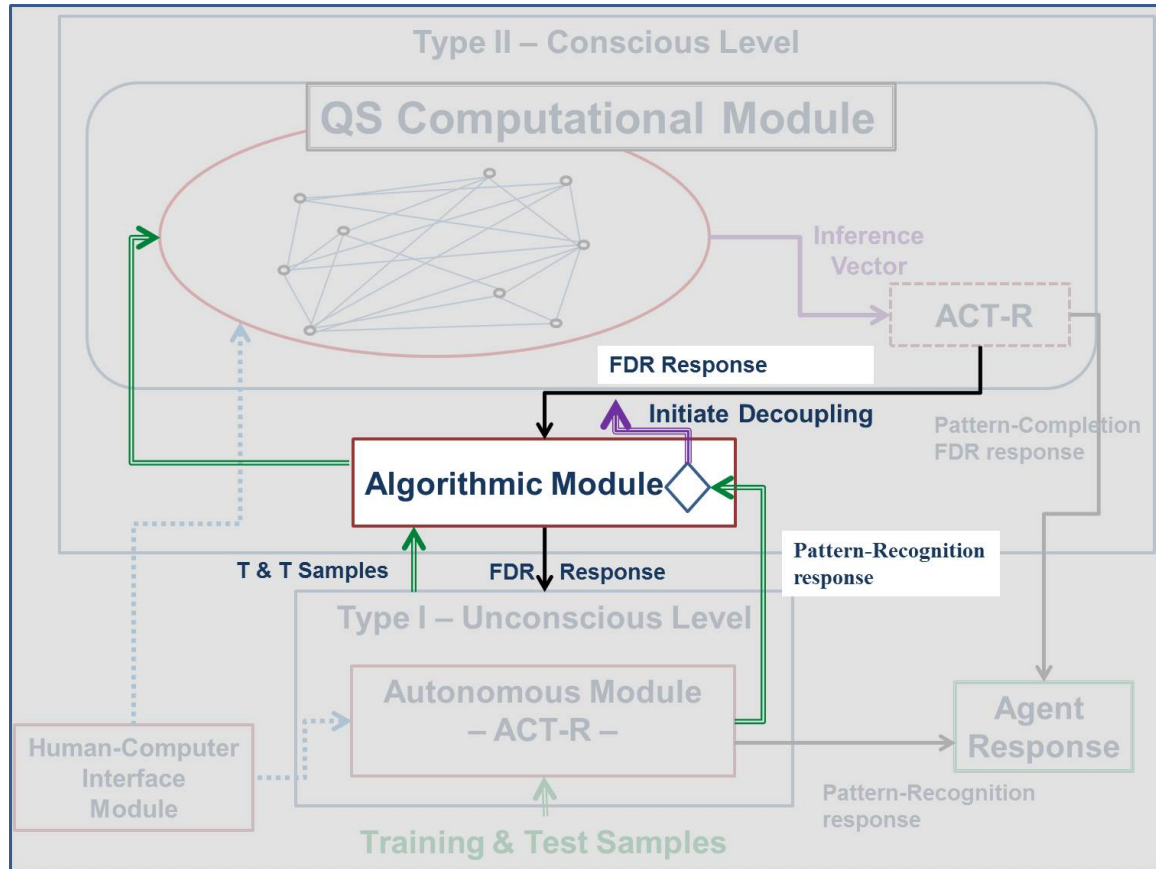 Type II – Conscious Level
QS Computational Module
Inference
Vector
ACT-R
FDR Response
Initiate Decoupling
Pattern-Completion
FDR response
Algorithmic Module
Pattern-Recognition
response
T & T Samples
FDR Response
Type I – Unconscious Level
Autonomous Module
– ACT-R –
Human-Computer
Interface
Module
Agent
Response
Pattern-Recognition
response
Training & Test Samples